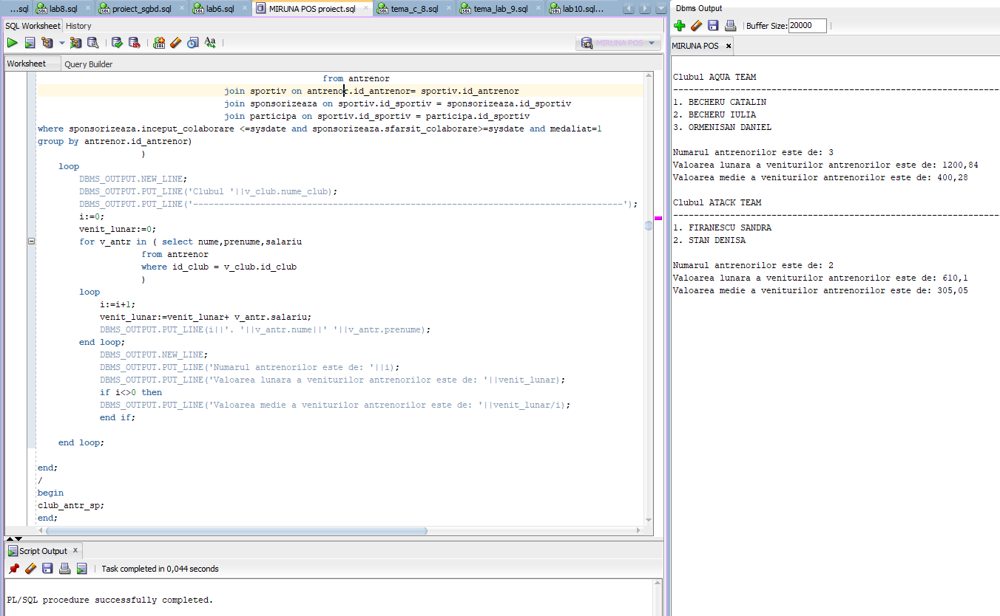 ...sql
lab8.sql
proiect_sgbd.sql
lab6.sql
MIRUNA POS proiect.sql
tema_c_8.sql
tema_lab_9.sql
lab10.sql...
SQL Worksheet History
MIRUNA POS
Worksheet Query Builder
from antrenor
join sportiv on antrenor.id_antrenor= sportiv.id_antrenor
join sponsorizeaza on sportiv.id_sportiv = sponsorizeaza.id_sportiv
join participa on sportiv.id_sportiv = participa.id_sportiv
where sponsorizeaza.inceput_colaborare <=sysdate and sponsorizeaza.sfarsit_colaborare>=sysdate and medaliat=1
group by antrenor.id_antrenor)
)
loop
DBMS_OUTPUT.NEW_LINE;
DBMS_OUTPUT.PUT_LINE('Clubul '||v_club.nume_club);
DBMS_OUTPUT.PUT_LINE('-----------------------------------------------------------------------------------');
i:=0;
venit_lunar:=0;
for v_antr in ( select nume,prenume,salariu
from antrenor
where id_club = v_club.id_club
)
loop
i:=i+1;
venit_lunar:=venit_lunar+ v_antr.salariu;
DBMS_OUTPUT.PUT_LINE(i||'. '||v_antr.nume||' '||v_antr.prenume);
end loop;
DBMS_OUTPUT.NEW_LINE;
DBMS_OUTPUT.PUT_LINE('Numarul antrenorilor este de: '||i);
DBMS_OUTPUT.PUT_LINE('Valoarea lunara a veniturilor antrenorilor este de: '||venit_lunar);
if i<>0 then
DBMS_OUTPUT.PUT_LINE('Valoarea medie a veniturilor antrenorilor este de: '||venit_lunar/i);
end if;
end loop;
end;
/
begin
club_antr_sp;
end;
Script Output
Task completed in 0,044 seconds
PL/SQL procedure successfully completed.
Dbms Output
Buffer Size: 20000
MIRUNA POS
Clubul AQUA TEAM
---------------------------------------------------------------
1. BECHERU CATALIN
2. BECHERU IULIA
3. ORMENISAN DANIEL
Numarul antrenorilor este de: 3
Valoarea lunara a veniturilor antrenorilor este de: 1200,84
Valoarea medie a veniturilor antrenorilor este de: 400,28
Clubul ATACK TEAM
---------------------------------------------------------------
1. FIRANESCU SANDRA
2. STAN DENISA
Numarul antrenorilor este de: 2
Valoarea lunara a veniturilor antrenorilor este de: 610,1
Valoarea medie a veniturilor antrenorilor este de: 305,05